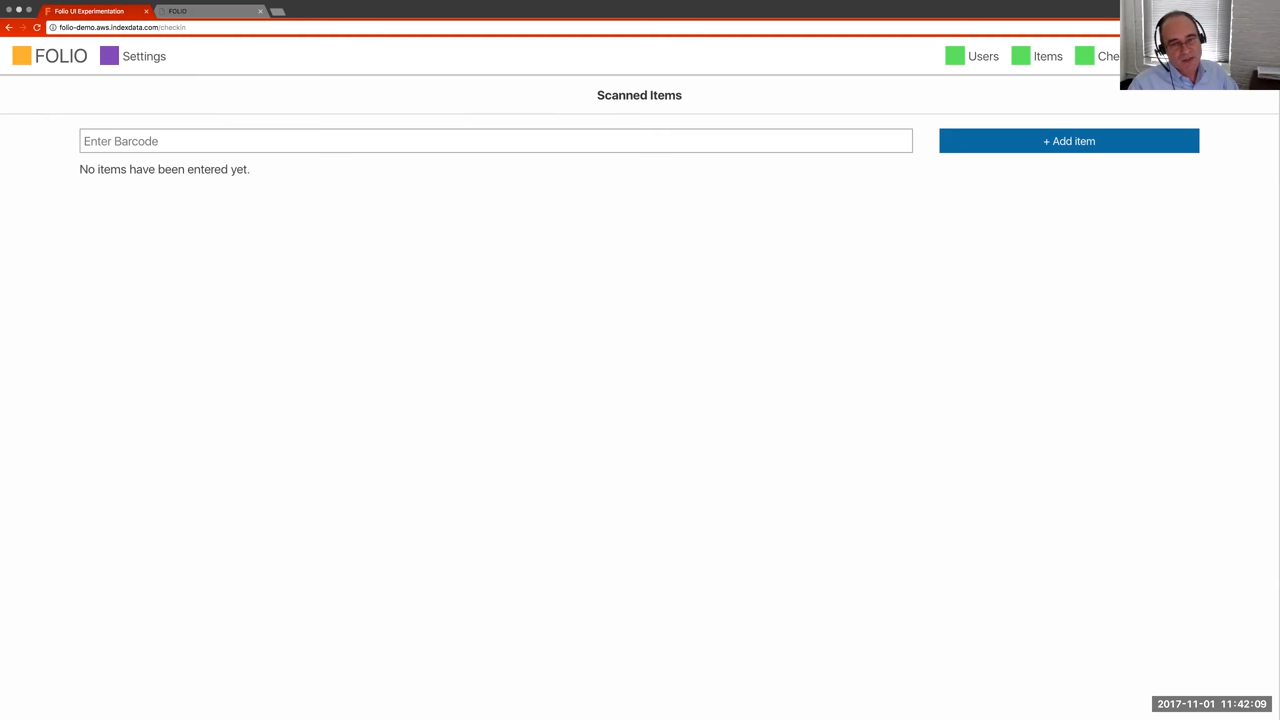 Folio UI Experimentation
FOLIO
folio-demo.aws.indexdata.com/checkin
FOLIO
Settings
Users
Items
Scanned Items
Enter Barcode
+ Add item
No items have been entered yet.
2017-11-01 11:42:09